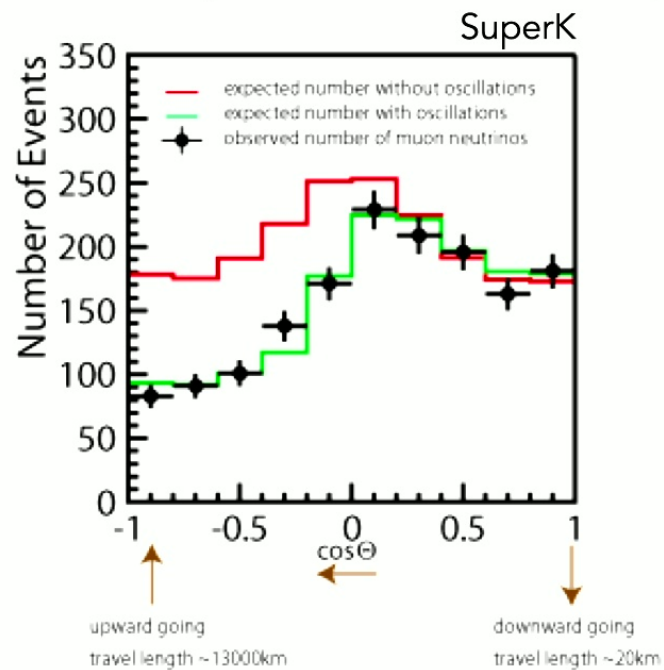 SuperK
Number of Events
350
300
250
200
150
100
50
0
expected number without oscillations
expected number with oscillations
observed number of muon neutrinos
-1 -0.5 0 0.5 1
cosΘ
upward going
travel length ~13000km
downward going
travel length ~20km